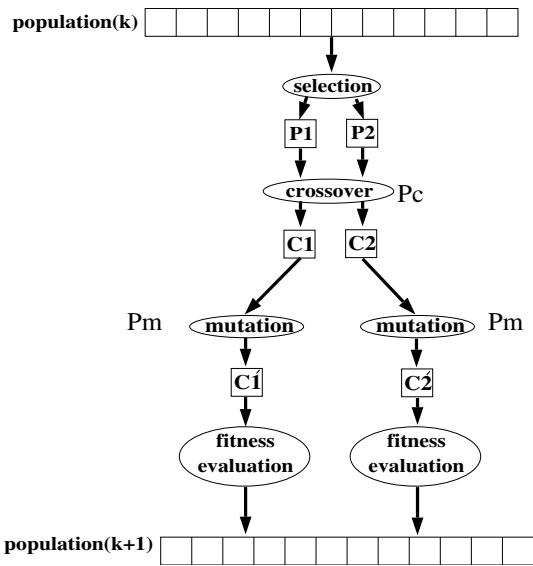 population(k)
selection
P1 P2
crossover Pc
C1 C2
Pm mutation mutation Pm
C1́ C2́
fitness evaluation
fitness evaluation
population(k+1)